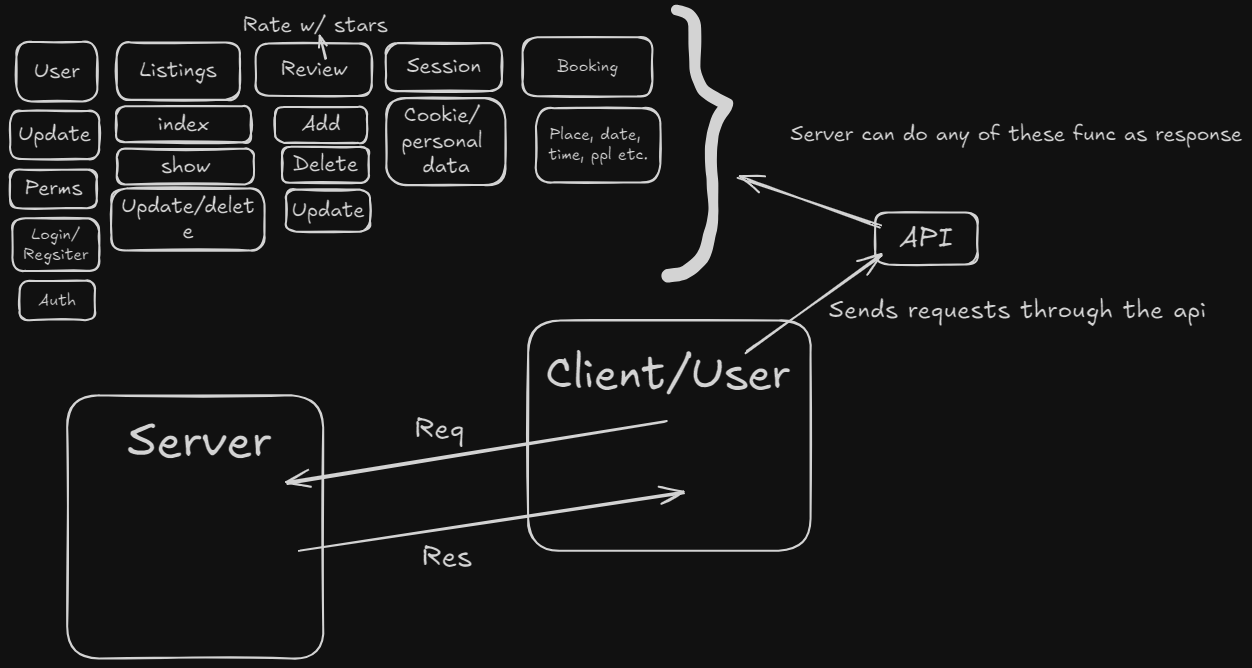 Rate w/ stars
User
Listings
Review
Session
Booking
Update
index
Add
Cookie/
personal
data
Place, date,
time, ppl etc.
Server can do any of these func as response
show
Delete
Perms
Update/delet
e
Update
Login/
Regsiter
API
Auth
Sends requests through the api
Client/User
Server
Req
Res